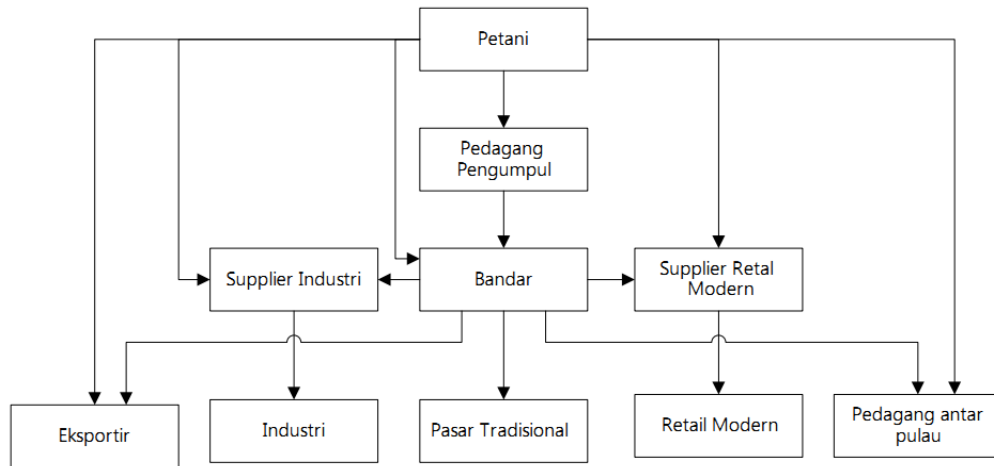 Petani
Pedagang
Pengumpul
Supplier Industri
Bandar
Supplier Retal
Modern
Eksportir
Industri
Pasar Tradisional
Retail Modern
Pedagang antar
pulau